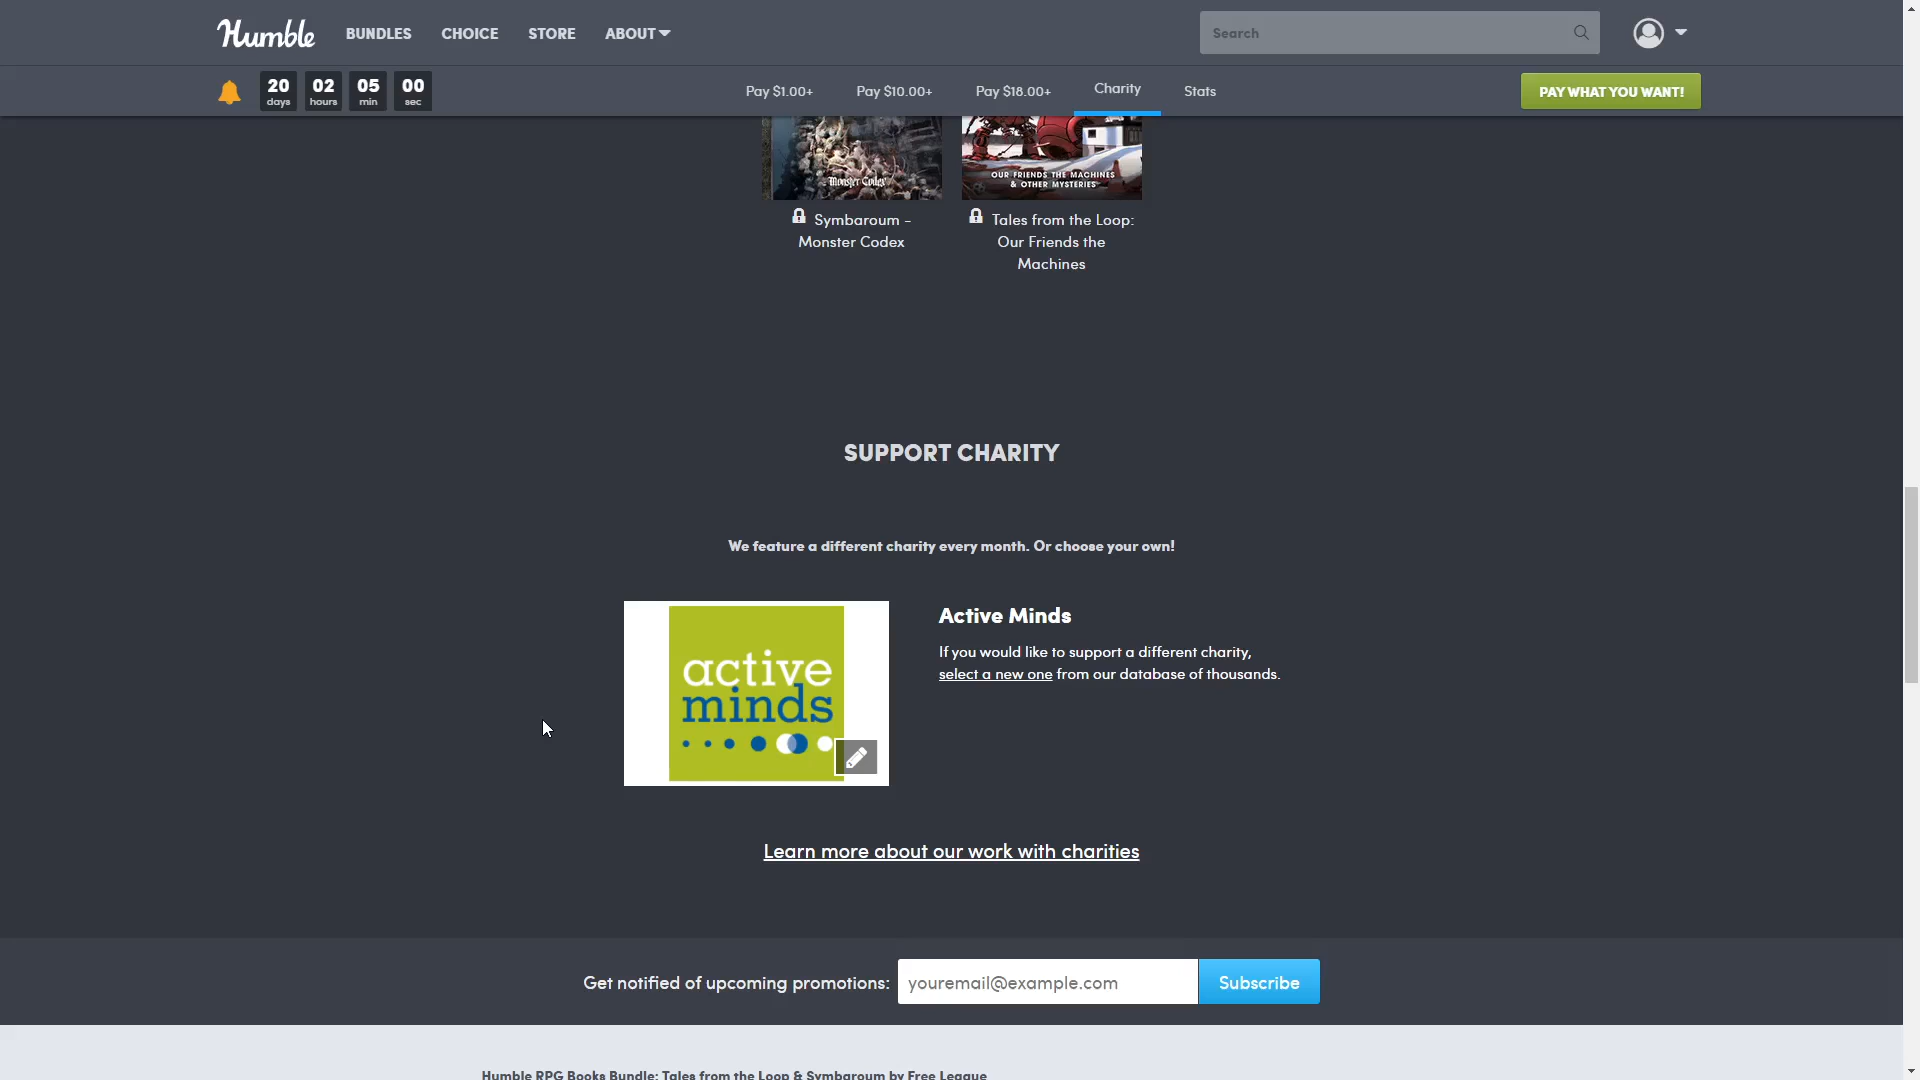 Humble
BUNDLES
CHOICE
STORE
ABOUT
Search
20
days
02
hours
05
min
00
sec
Pay $1.00+
Pay $10.00+
Pay $18.00+
Charity
Stats
PAY WHAT YOU WANT!
Monster Codex
OUR FRIENDS THE MACHINES
& OTHER MYSTERIES
Symbaroum -
Monster Codex
Tales from the Loop:
Our Friends the
Machines
SUPPORT CHARITY
We feature a different charity every month. Or choose your own!
active
minds
Active Minds
If you would like to support a different charity,
select a new one from our database of thousands.
Learn more about our work with charities
Get notified of upcoming promotions:
youremail@example.com
Subscribe
Humble RPG Books Bundle: Tales from the Loop & Symbaroum by Free League